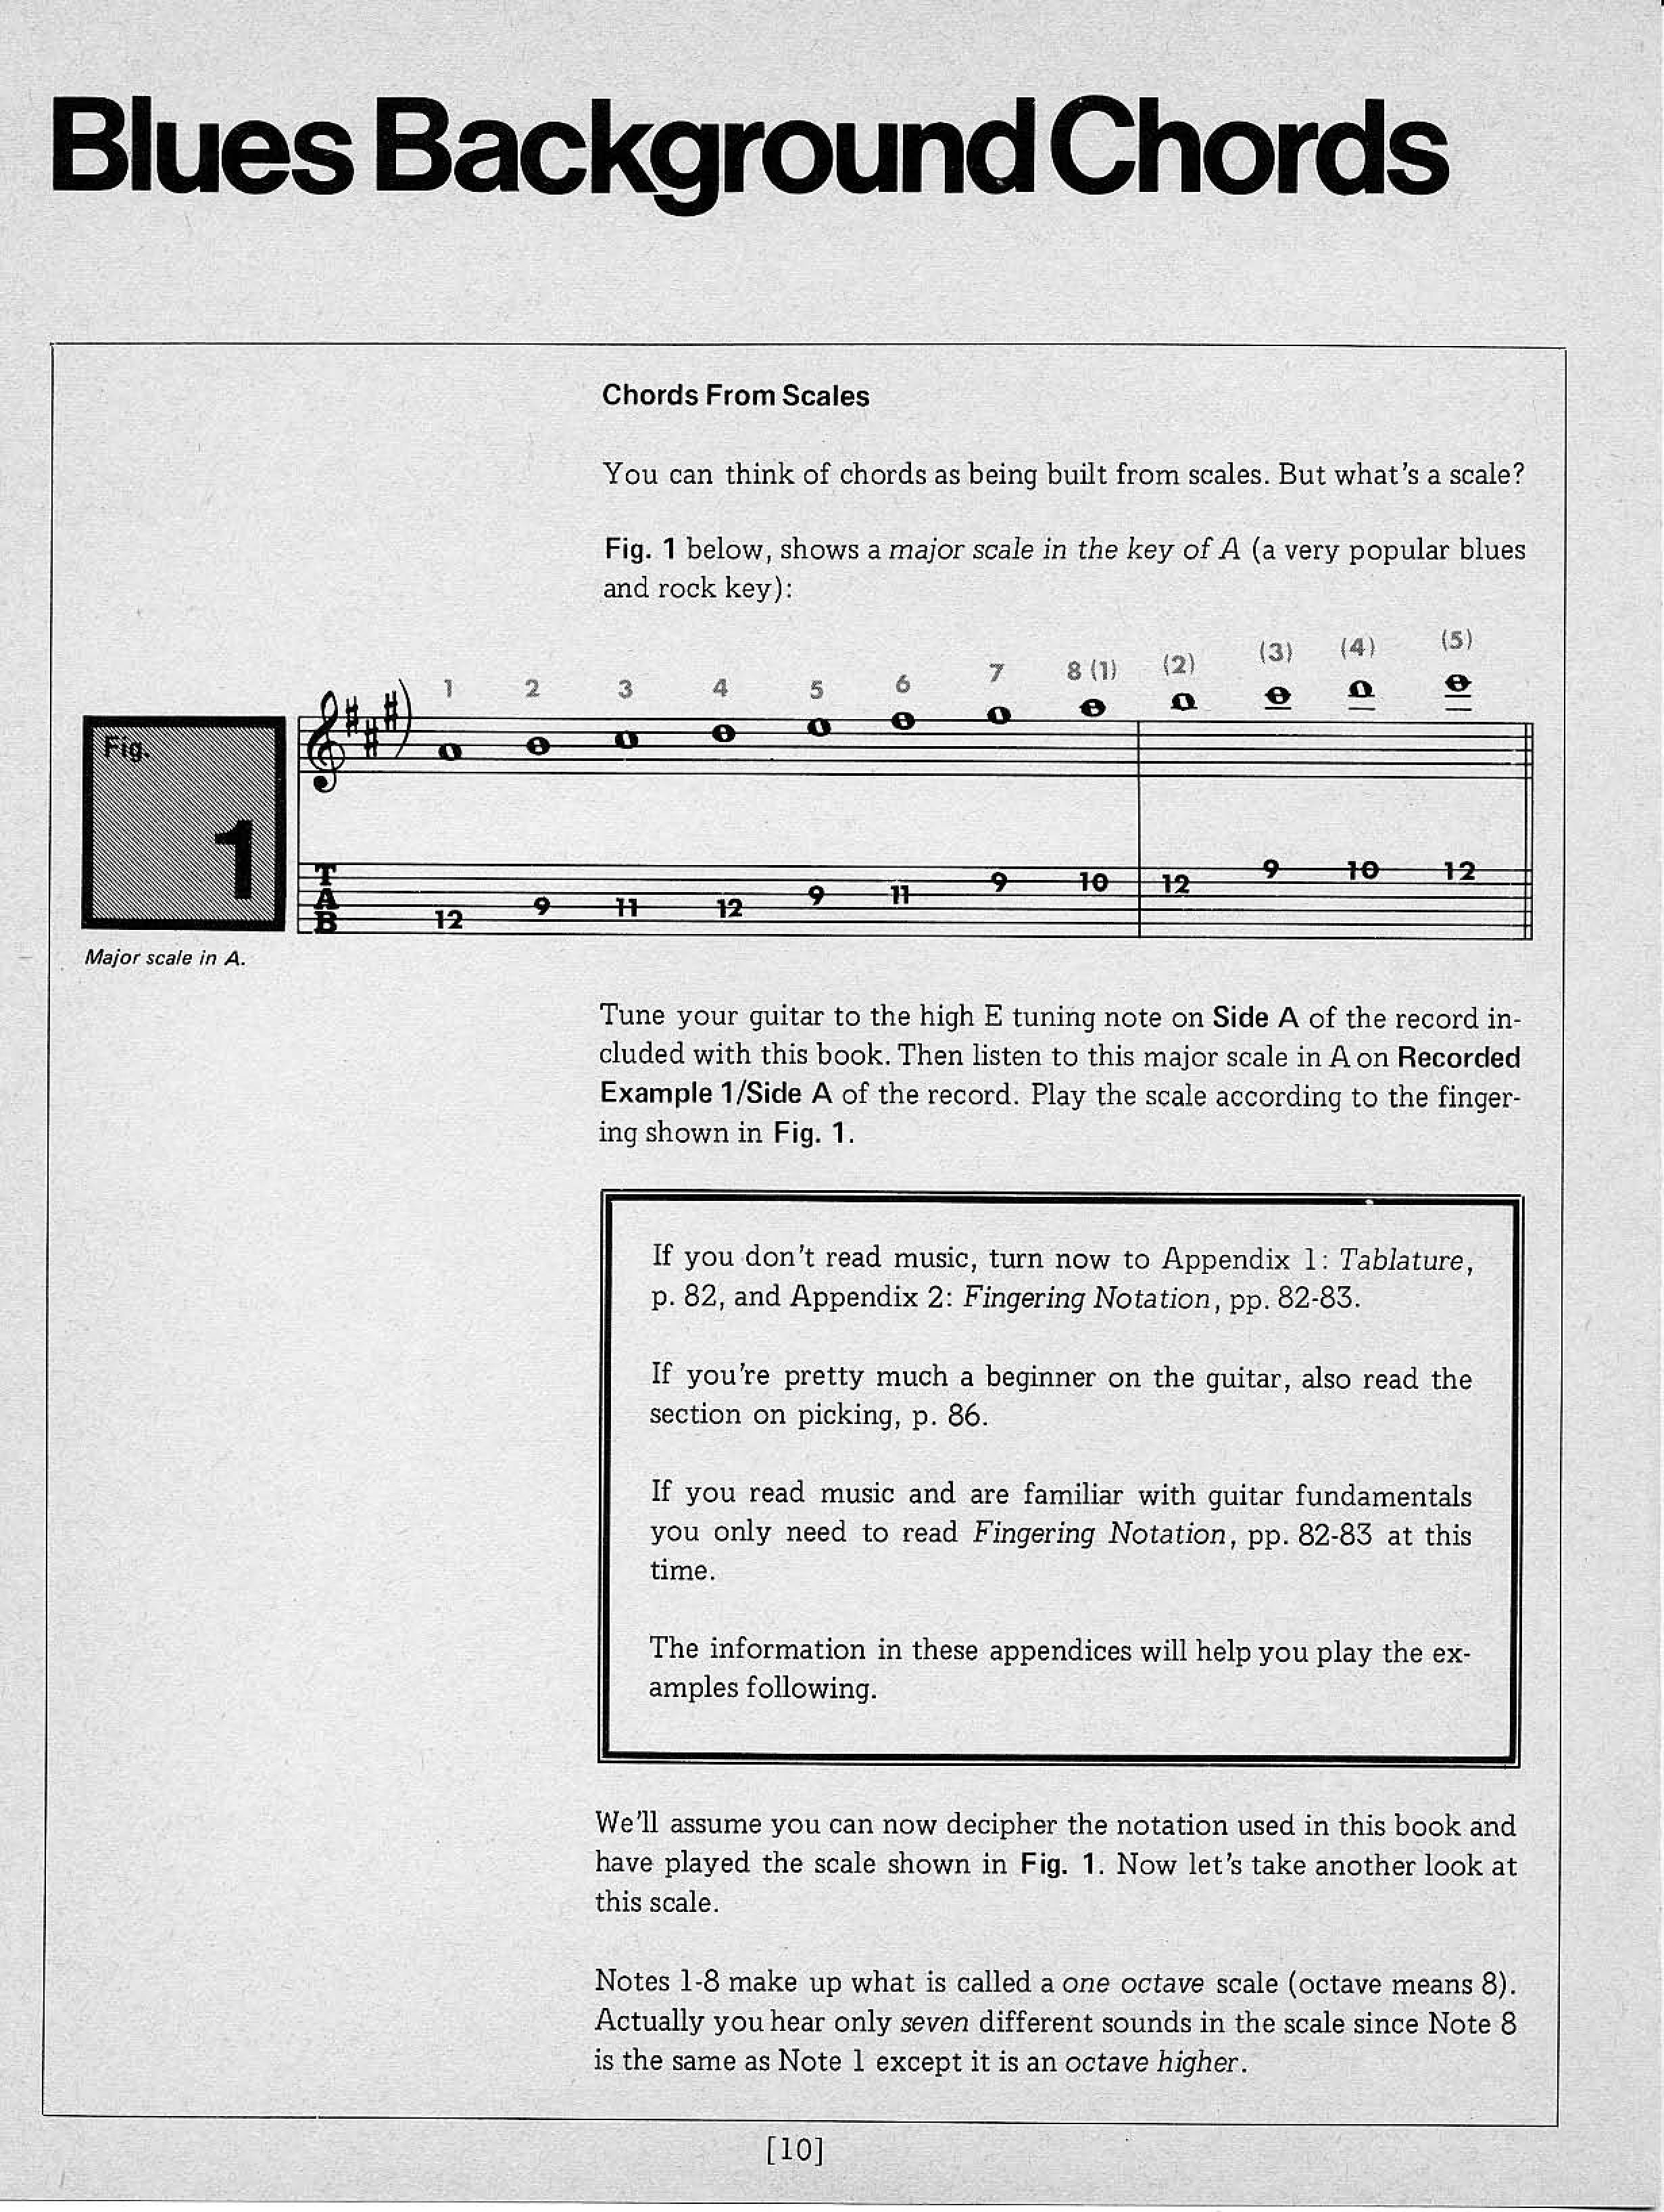 Blues Background Chords
Chords From Scales
You can think of chords as being built from scales. But what's a scale?
Fig. 1 below, shows a major scale in the key of A (a very popular blues
and rock key):
1 2 3 4 5 6 7 8 (1) (2) (3) (4) (5)
Fig.
1
T
A
B
12 9 11 12 9 11 9 10 12 9 10 12
Major scale in A.
Tune your guitar to the high E tuning note on Side A of the record in-
cluded with this book. Then listen to this major scale in A on Recorded
Example 1/Side A of the record. Play the scale according to the finger-
ing shown in Fig. 1.
If you don't read music, turn now to Appendix 1: Tablature,
p. 82, and Appendix 2: Fingering Notation, pp. 82-83.
If you're pretty much a beginner on the guitar, also read the
section on picking, p. 86.
If you read music and are familiar with guitar fundamentals
you only need to read Fingering Notation, pp. 82-83 at this
time.
The information in these appendices will help you play the ex-
amples following.
We'll assume you can now decipher the notation used in this book and
have played the scale shown in Fig. 1. Now let's take another look at
this scale.
Notes 1-8 make up what is called a one octave scale (octave means 8).
Actually you hear only seven different sounds in the scale since Note 8
is the same as Note 1 except it is an octave higher.
[10]